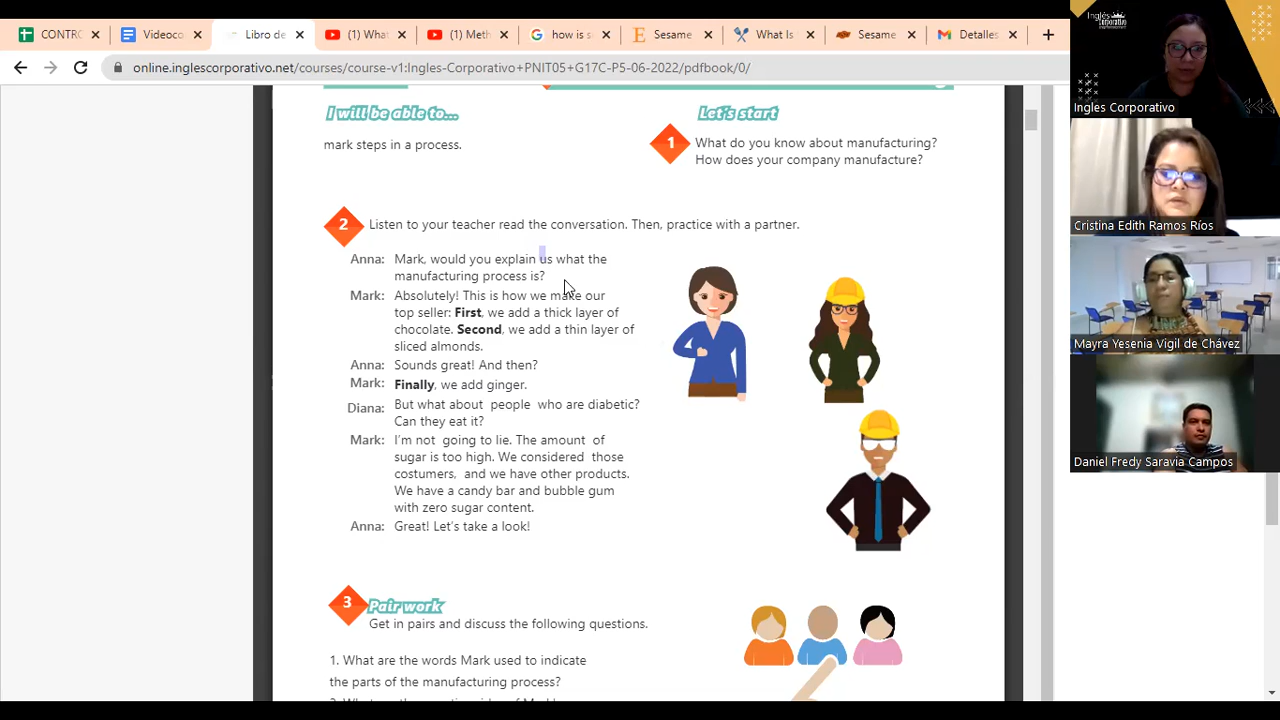 CONTRO
Videoco
Libro de
(1) What
(1) Meth
how is s
Sesame
What Is
Sesame
Detalles
online.inglescorporativo.net/courses/course-v1:Ingles-Corporativo+PNIT05+G17C-P5-06-2022/pdfbook/0/
I will be able to...
mark steps in a process.
Let's start
1
What do you know about manufacturing?
How does your company manufacture?
2
Listen to your teacher read the conversation. Then, practice with a partner.
Anna: Mark, would you explain us what the
manufacturing process is?
Mark: Absolutely! This is how we make our
top seller: First, we add a thick layer of
chocolate. Second, we add a thin layer of
sliced almonds.
Anna: Sounds great! And then?
Mark: Finally, we add ginger.
Diana: But what about people who are diabetic?
Can they eat it?
Mark: I'm not going to lie. The amount of
sugar is too high. We considered those
costumers, and we have other products.
We have a candy bar and bubble gum
with zero sugar content.
Anna: Great! Let's take a look!
3
Pair work
Get in pairs and discuss the following questions.
1. What are the words Mark used to indicate
the parts of the manufacturing process?
Inglés
Corporativo
Ingles Corporativo
Cristina Edith Ramos Ríos
Mayra Yesenia Vigil de Chávez
Daniel Fredy Saravia Campos